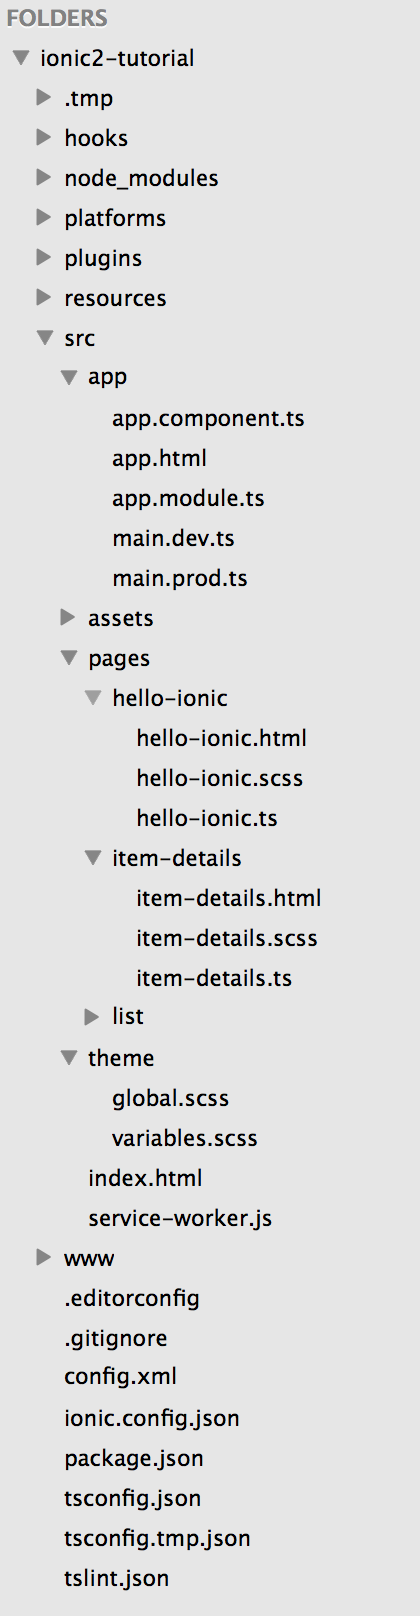 FOLDERS
ionic2-tutorial
.tmp
hooks
node_modules
platforms
plugins
resources
src
app
app.component.ts
app.html
app.module.ts
main.dev.ts
main.prod.ts
assets
pages
hello-ionic
hello-ionic.html
hello-ionic.scss
hello-ionic.ts
item-details
item-details.html
item-details.scss
item-details.ts
list
theme
global.scss
variables.scss
index.html
service-worker.js
www
.editorconfig
.gitignore
config.xml
ionic.config.json
package.json
tsconfig.json
tsconfig.tmp.json
tslint.json